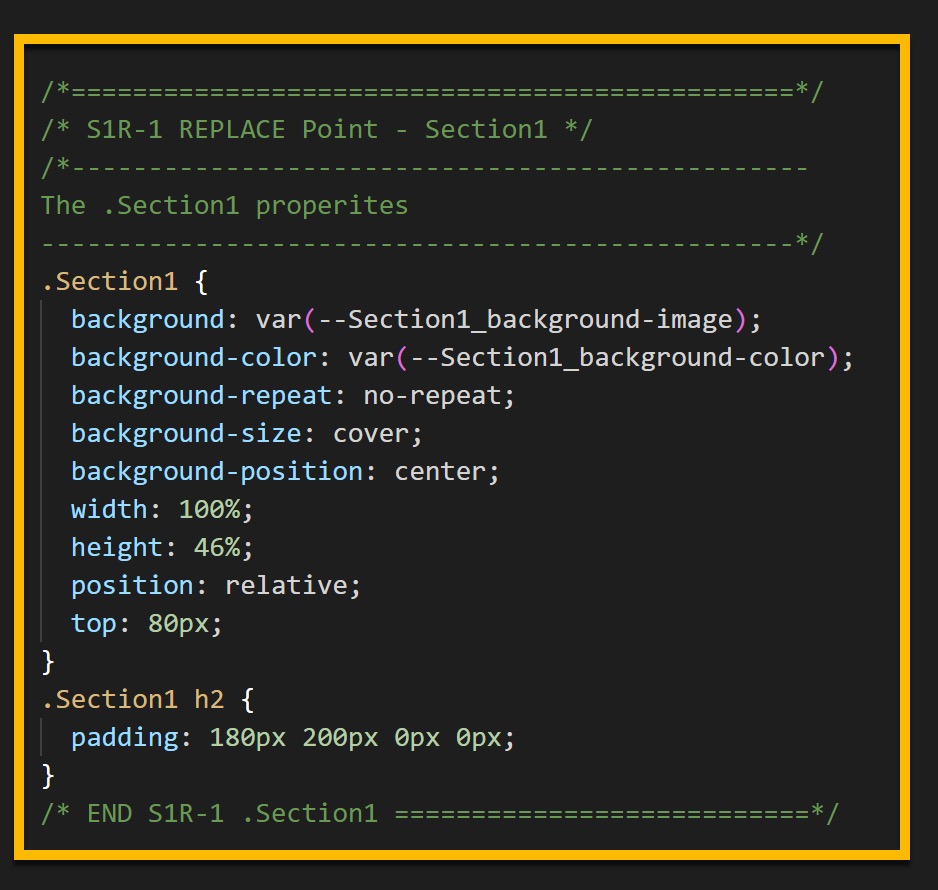 /*===============================================*/
/* S1R-1 REPLACE Point - Section1 */
/*------------------------------------------------
The .Section1 properites
-------------------------------------------------*/
.Section1 {
  background: var(--Section1_background-image);
  background-color: var(--Section1_background-color);
  background-repeat: no-repeat;
  background-size: cover;
  background-position: center;
  width: 100%;
  height: 46%;
  position: relative;
  top: 80px;
}
.Section1 h2 {
  padding: 180px 200px 0px 0px;
}
/* END S1R-1 .Section1 ===========================*/